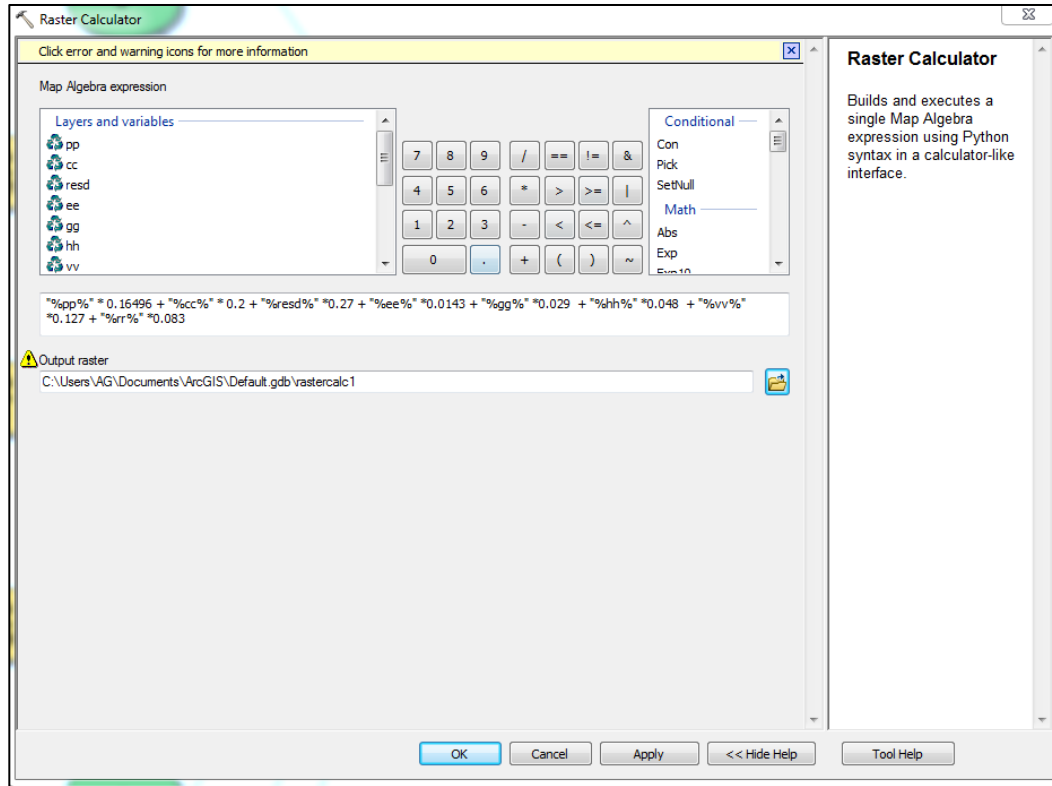 Raster Calculator
Click error and warning icons for more information
Map Algebra expression
Layers and variables
pp
cc
resd
ee
gg
hh
vv
7 8 9 / == != &
4 5 6 * > >= |
1 2 3 - < <= ^
0 . + ( ) ~
Conditional
Con
Pick
SetNull
Math
Abs
Exp
Exp10
"%pp%" * 0.16496 + "%cc%" * 0.2 + "%resd%" *0.27 + "%ee%" *0.0143 + "%gg%" *0.029 + "%hh%" *0.048 + "%vv%"
*0.127 + "%rr%" *0.083
Output raster
C:\Users\AG\Documents\ArcGIS\Default.gdb\rastercalc1
OK Cancel Apply << Hide Help Tool Help
Raster Calculator
Builds and executes a
single Map Algebra
expression using Python
syntax in a calculator-like
interface.